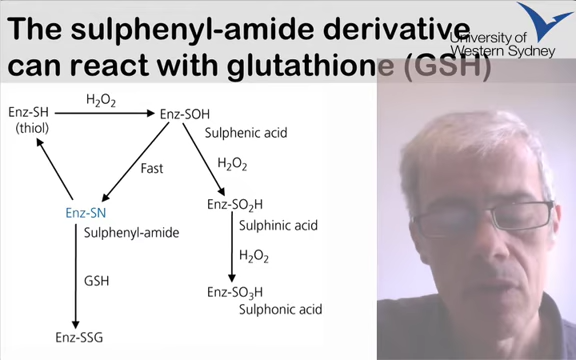 The sulphenyl-amide derivative
can react with glutathione (GSH)
University of
Western Sydney
H₂O₂
Enz-SH
(thiol)
Enz-SOH
Sulphenic acid
Fast
H₂O₂
Enz-SN
Sulphenyl-amide
Enz-SO₂H
Sulphinic acid
GSH
H₂O₂
Enz-SO₃H
Sulphonic acid
Enz-SSG